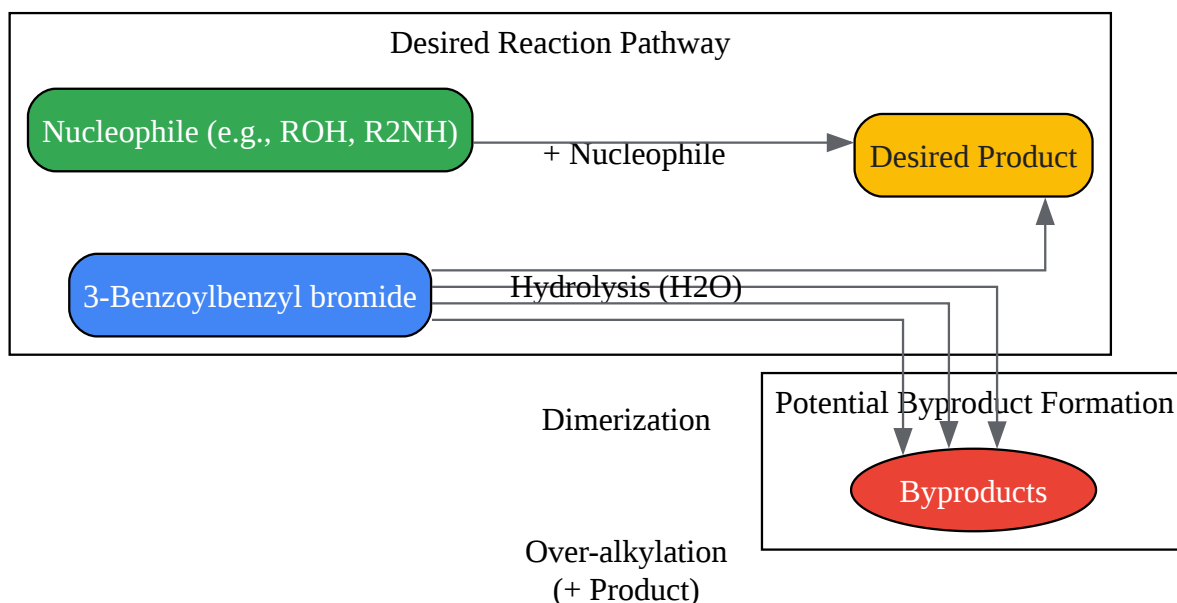 Desired Reaction Pathway
Nucleophile (e.g., ROH, R2NH)
+ Nucleophile
Desired Product
3-Benzoylbenzyl bromide
Hydrolysis (H2O)
Potential Byproduct Formation
Dimerization
Byproducts
Over-alkylation
(+ Product)